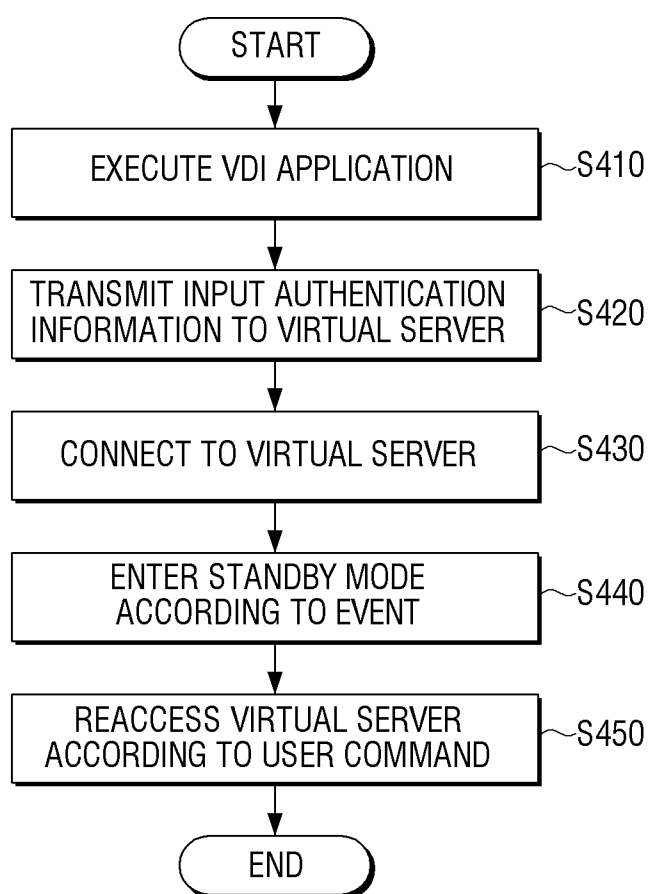 START
EXECUTE VDI APPLICATION
S410
TRANSMIT INPUT AUTHENTICATION
INFORMATION TO VIRTUAL SERVER
S420
CONNECT TO VIRTUAL SERVER
S430
ENTER STANDBY MODE
ACCORDING TO EVENT
S440
REACCESS VIRTUAL SERVER
ACCORDING TO USER COMMAND
S450
END